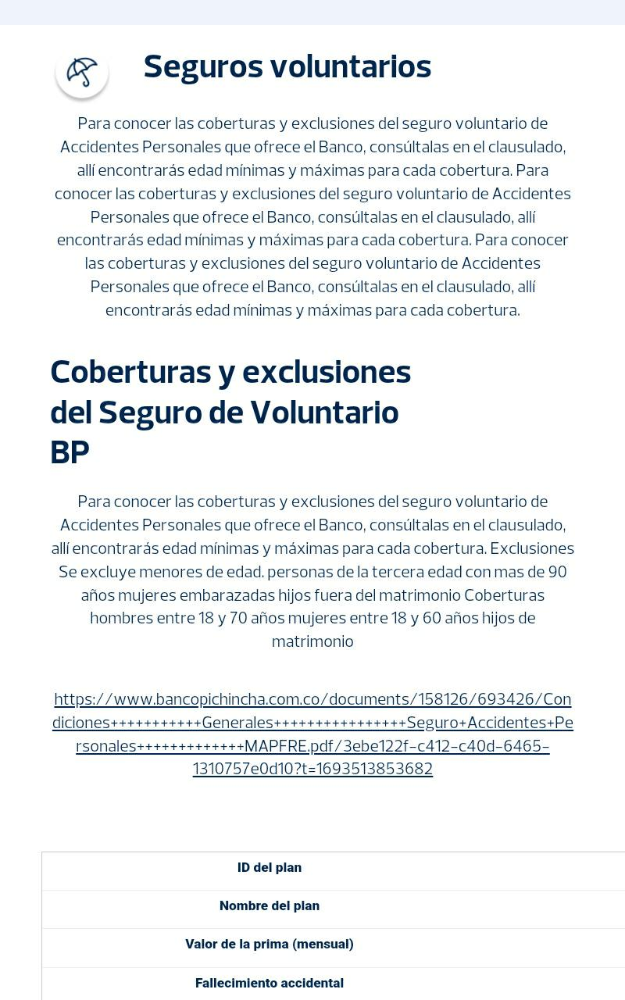 Seguros voluntarios
Para conocer las coberturas y exclusiones del seguro voluntario de
Accidentes Personales que ofrece el Banco, consúltalas en el clausulado,
allí encontrarás edad mínimas y máximas para cada cobertura. Para
conocer las coberturas y exclusiones del seguro voluntario de Accidentes
Personales que ofrece el Banco, consúltalas en el clausulado, allí
encontrarás edad mínimas y máximas para cada cobertura. Para conocer
las coberturas y exclusiones del seguro voluntario de Accidentes
Personales que ofrece el Banco, consúltalas en el clausulado, allí
encontrarás edad mínimas y máximas para cada cobertura.
Coberturas y exclusiones
del Seguro de Voluntario
BP
Para conocer las coberturas y exclusiones del seguro voluntario de
Accidentes Personales que ofrece el Banco, consúltalas en el clausulado,
allí encontrarás edad mínimas y máximas para cada cobertura. Exclusiones
Se excluye menores de edad. personas de la tercera edad con mas de 90
años mujeres embarazadas hijos fuera del matrimonio Coberturas
hombres entre 18 y 70 años mujeres entre 18 y 60 años hijos de
matrimonio
https://www.bancopichincha.com.co/documents/158126/693426/Con
diciones+++++++++++Generales++++++++++++++++Seguro+Accidentes+Pe
rsonales+++++++++++++MAPFRE.pdf/3ebe122f-c412-c40d-6465-
1310757e0d10?t=1693513853682
ID del plan
Nombre del plan
Valor de la prima (mensual)
Fallecimiento accidental